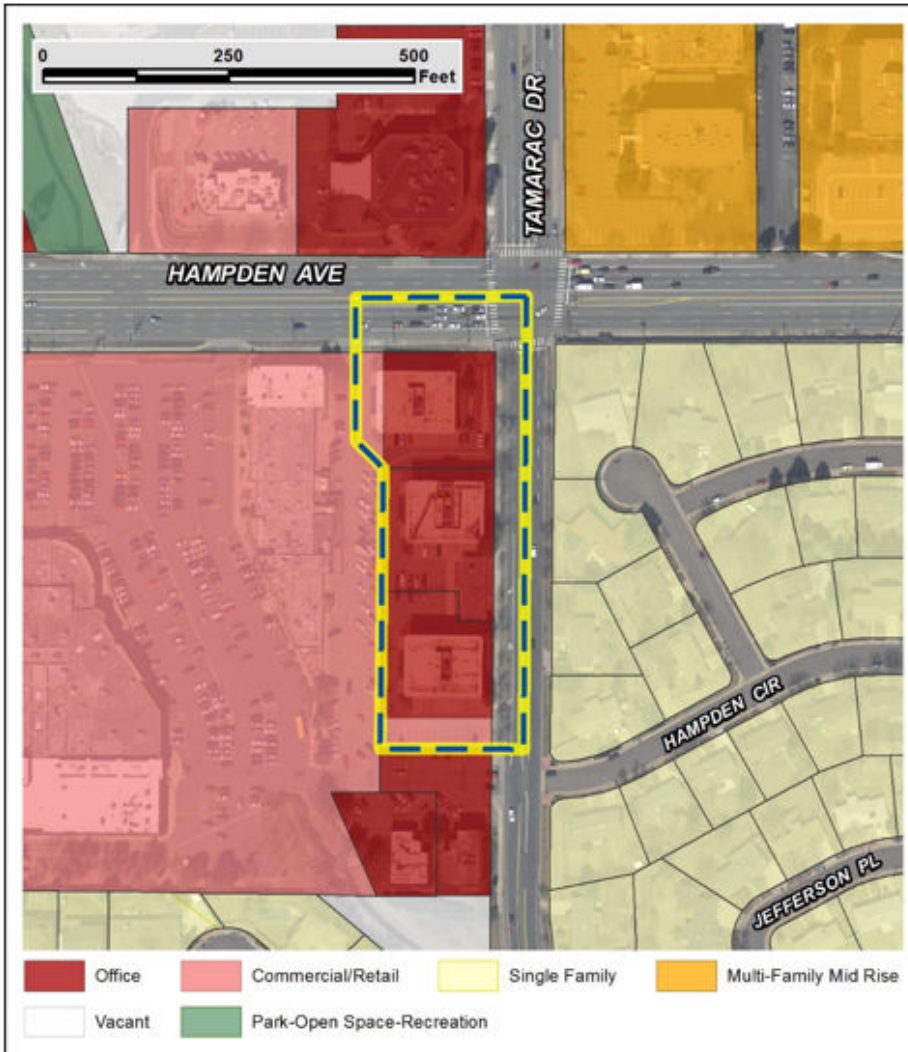 0 250 500
Feet
TAMARAC DR
HAMPDEN AVE
HAMPDEN CIR
JEFFERSON PL
Office Commercial/Retail Single Family Multi-Family Mid Rise
Vacant Park-Open Space-Recreation